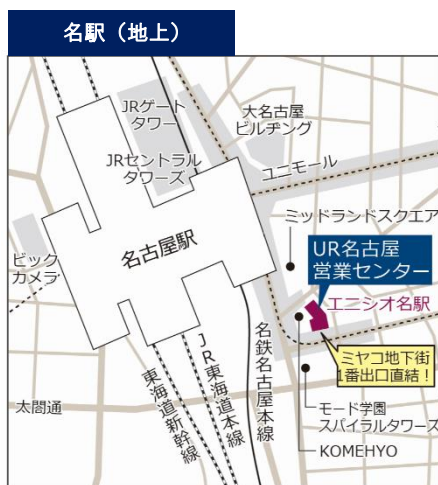 名駅（地上）
JRゲート
タワー
大名古屋
ビルヂング
JRセントラル
タワーズ
ユニモール
ミッドランドスクエア
名古屋駅
UR名古屋
営業センター
ビック
カメラ
エニシオ名駅
ミヤコ地下街
1番出口直結！
名鉄名古屋本線
JR東海道本線
東海道新幹線
太閤通
モード学園
スパイラルタワーズ
KOMEHYO